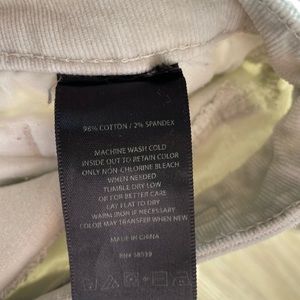 98% COTTON / 2% SPANDEX
MACHINE WASH COLD
INSIDE OUT TO RETAIN COLOR
ONLY NON-CHLORINE BLEACH
WHEN NEEDED
TUMBLE DRY LOW
OR FOR BETTER CARE
LAY FLAT TO DRY
WARM IRON IF NECESSARY
COLOR MAY TRANSFER WHEN NEW
MADE IN CHINA
RN#